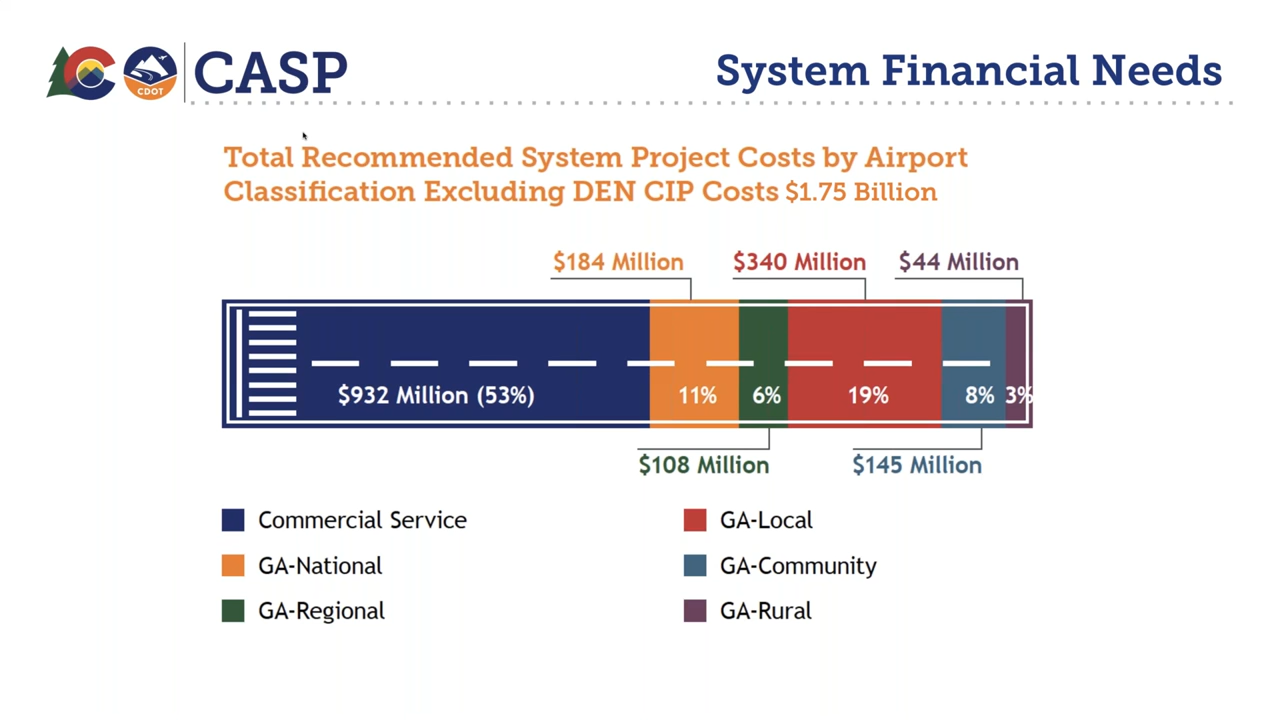 CDOT
CASP
System Financial Needs
Total Recommended System Project Costs by Airport
Classification Excluding DEN CIP Costs $1.75 Billion
$184 Million
$340 Million
$44 Million
$932 Million (53%)
11%
6%
19%
8%
3%
$108 Million
$145 Million
Commercial Service
GA-National
GA-Regional
GA-Local
GA-Community
GA-Rural